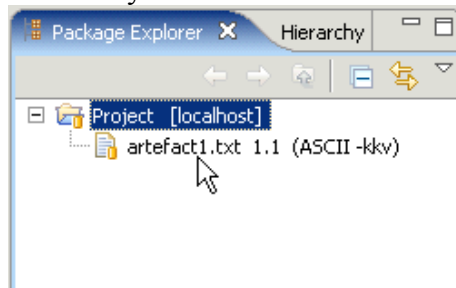 Package Explorer Hierarchy
Project [localhost]
artefact1.txt 1.1 (ASCII -kkv)